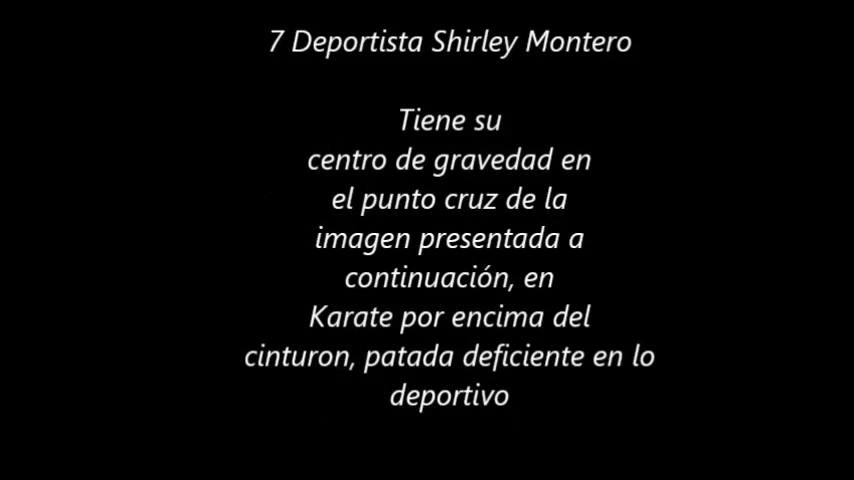 7 Deportista Shirley Montero
Tiene su
centro de gravedad en
el punto cruz de la
imagen presentada a
continuación, en
Karate por encima del
cinturon, patada deficiente en lo
deportivo